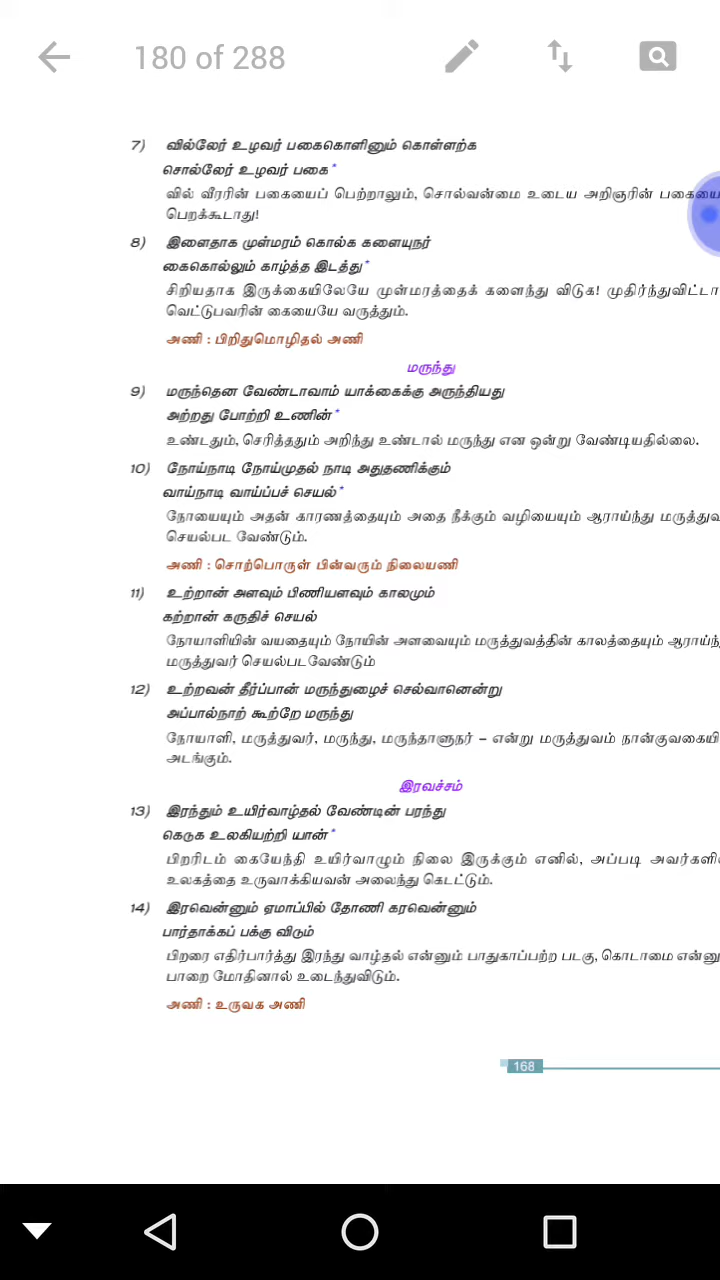 180 of 288
7) வில்லேர் உழவர் பகைகொளினும் கொள்ளற்க
சொல்லேர் உழவர் பகை*
வில் வீரரின் பகையைப் பெற்றாலும், சொல்வன்மை உடைய அறிஞரின் பகையை
பெறக்கூடாது!
8) இளைதாக முள்மரம் கொல்க களையுநர்
கைகொல்லும் காழ்த்த இடத்து*
சிறியதாக இருக்கையிலேயே முள்மரத்தைக் களைந்து விடுக! முதிர்ந்துவிட்டா
வெட்டுபவரின் கையையே வருத்தும்.
அணி : பிறிதுமொழிதல் அணி
மருந்து
9) மருந்தென வேண்டாவாம் யாக்கைக்கு அருந்தியது
அற்றது போற்றி உணின்*
உண்டதும், செரித்ததும் அறிந்து உண்டால் மருந்து என ஒன்று வேண்டியதில்லை.
10) நோய்நாடி நோய்முதல் நாடி அதுதணிக்கும்
வாய்நாடி வாய்ப்பச் செயல்*
நோயையும் அதன் காரணத்தையும் அதை நீக்கும் வழியையும் ஆராய்ந்து மருத்துவ
செயல்பட வேண்டும்.
அணி : சொற்பொருள் பின்வரும் நிலையணி
11) உற்றான் அளவும் பிணியளவும் காலமும்
கற்றான் கருதிச் செயல்
நோயாளியின் வயதையும் நோயின் அளவையும் மருத்துவத்தின் காலத்தையும் ஆராய்ந்
மருத்துவர் செயல்படவேண்டும்
12) உற்றவன் தீர்ப்பான் மருந்துழைச் செல்வானென்று
அப்பால்நாற் கூற்றே மருந்து
நோயாளி, மருத்துவர், மருந்து, மருந்தாளுநர் – என்று மருத்துவம் நான்குவகையி
அடங்கும்.
இரவச்சம்
13) இரந்தும் உயிர்வாழ்தல் வேண்டின் பரந்து
கெடுக உலகியற்றி யான்*
பிறரிடம் கையேந்தி உயிர்வாழும் நிலை இருக்கும் எனில், அப்படி அவர்களி
உலகத்தை உருவாக்கியவன் அலைந்து கெடட்டும்.
14) இரவென்னும் ஏமாப்பில் தோணி கரவென்னும்
பார்தாக்கப் பக்கு விடும்
பிறரை எதிர்பார்த்து இரந்து வாழ்தல் என்னும் பாதுகாப்பற்ற படகு, கொடாமை என்னு
பாறை மோதினால் உடைந்துவிடும்.
அணி : உருவக அணி
168